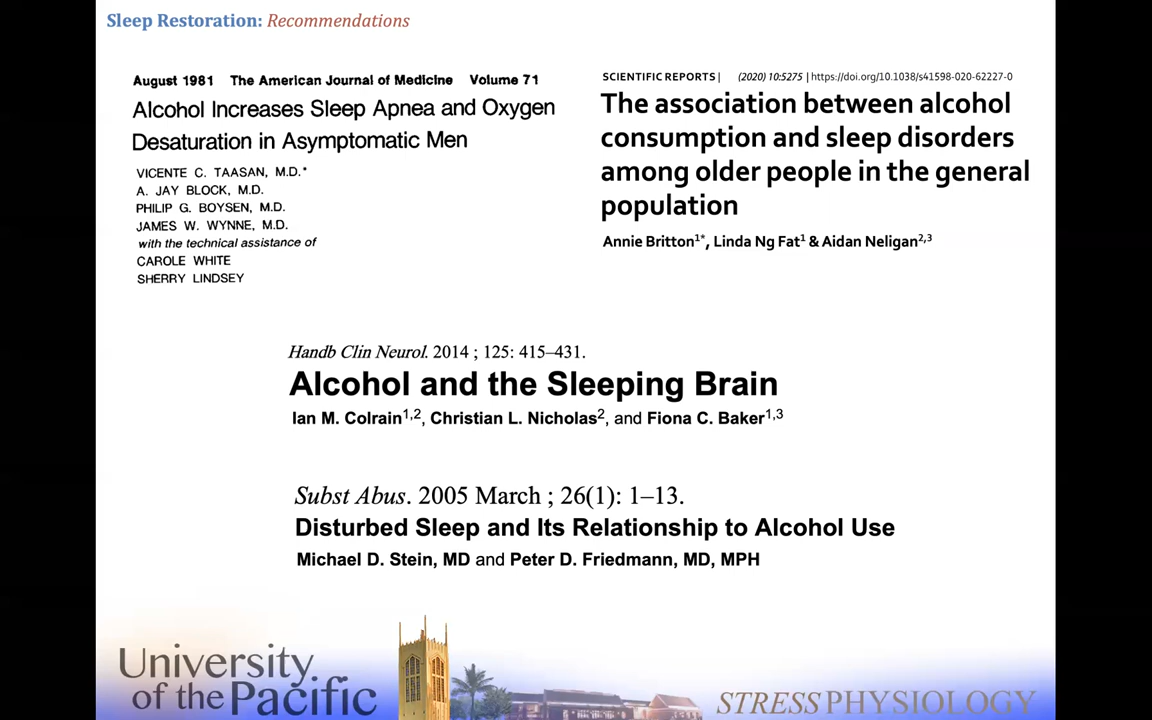 Sleep Restoration: Recommendations
August 1981 The American Journal of Medicine Volume 71
Alcohol Increases Sleep Apnea and Oxygen
Desaturation in Asymptomatic Men
VICENTE C. TAASAN, M.D.*
A. JAY BLOCK, M.D.
PHILIP G. BOYSEN, M.D.
JAMES W. WYNNE, M.D.
with the technical assistance of
CAROLE WHITE
SHERRY LINDSEY
SCIENTIFIC REPORTS | (2020) 10:5275 | https://doi.org/10.1038/s41598-020-62227-0
The association between alcohol
consumption and sleep disorders
among older people in the general
population
Annie Britton1*, Linda Ng Fat1 & Aidan Neligan2,3
Handb Clin Neurol. 2014 ; 125: 415–431.
Alcohol and the Sleeping Brain
Ian M. Colrain1,2, Christian L. Nicholas2, and Fiona C. Baker1,3
Subst Abus. 2005 March ; 26(1): 1–13.
Disturbed Sleep and Its Relationship to Alcohol Use
Michael D. Stein, MD and Peter D. Friedmann, MD, MPH
University
of the Pacific
STRESS PHYSIOLOGY